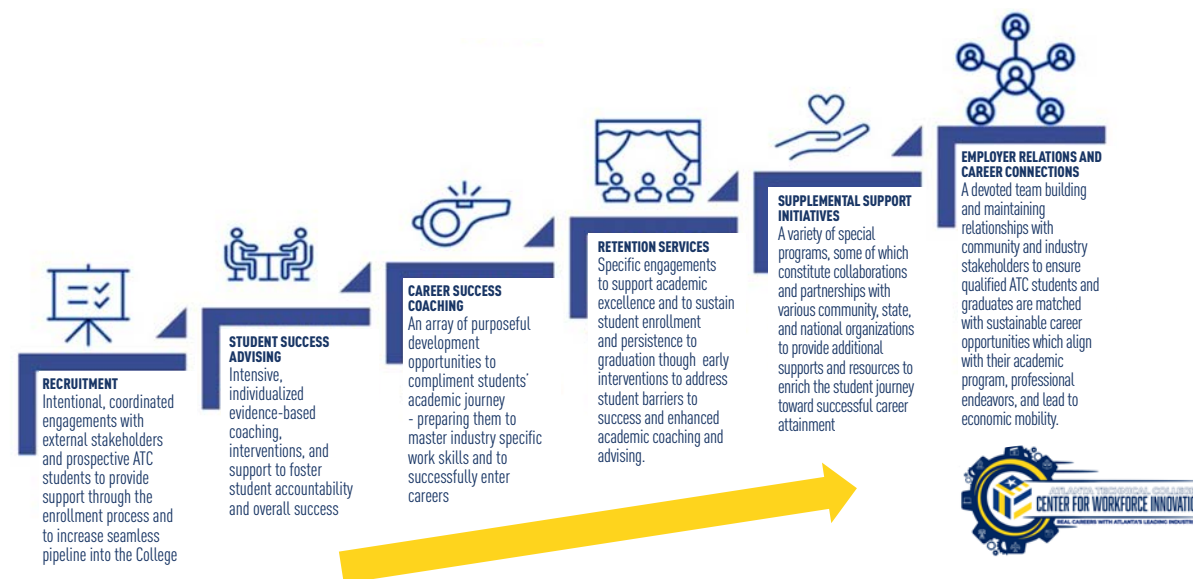 RECRUITMENT
Intentional, coordinated
engagements with
external stakeholders
and prospective ATC
students to provide
support through the
enrollment process and
to increase seamless
pipeline into the College
STUDENT SUCCESS
ADVISING
Intensive,
individualized
evidence-based
coaching,
interventions, and
support to foster
student accountability
and overall success
CAREER SUCCESS
COACHING
An array of purposeful
development
opportunities to
compliment students'
academic journey
- preparing them to
master industry specific
work skills and to
successfully enter
careers
RETENTION SERVICES
Specific engagements
to support academic
excellence and to sustain
student enrollment
and persistence to
graduation though early
interventions to address
student barriers to
success and enhanced
academic coaching and
advising.
SUPPLEMENTAL SUPPORT
INITIATIVES
A variety of special
programs, some of which
constitute collaborations
and partnerships with
various community, state,
and national organizations
to provide additional
supports and resources to
enrich the student journey
toward successful career
attainment
EMPLOYER RELATIONS AND
CAREER CONNECTIONS
A devoted team building
and maintaining
relationships with
community and industry
stakeholders to ensure
qualified ATC students and
graduates are matched
with sustainable career
opportunities which align
with their academic
program, professional
endeavors, and lead to
economic mobility.
ATLANTA TECHNICAL COLLEGE
CENTER FOR WORKFORCE INNOVATIO
REAL CAREERS WITH ATLANTA'S LEADING INDUSTRIE